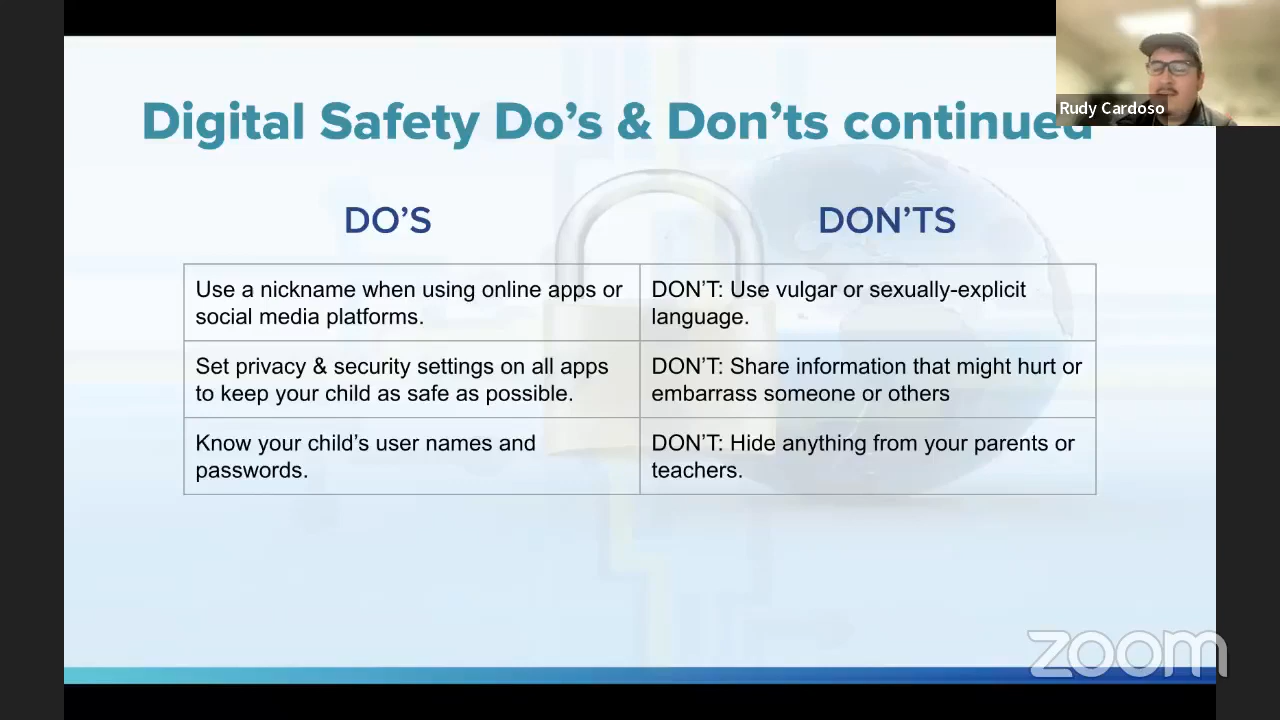 Digital Safety Do’s & Don’ts continued
Rudy Cardoso
DO’S
DON’TS
Use a nickname when using online apps or
social media platforms.
DON’T: Use vulgar or sexually-explicit
language.
Set privacy & security settings on all apps
to keep your child as safe as possible.
DON’T: Share information that might hurt or
embarrass someone or others
Know your child’s user names and
passwords.
DON’T: Hide anything from your parents or
teachers.
zoom